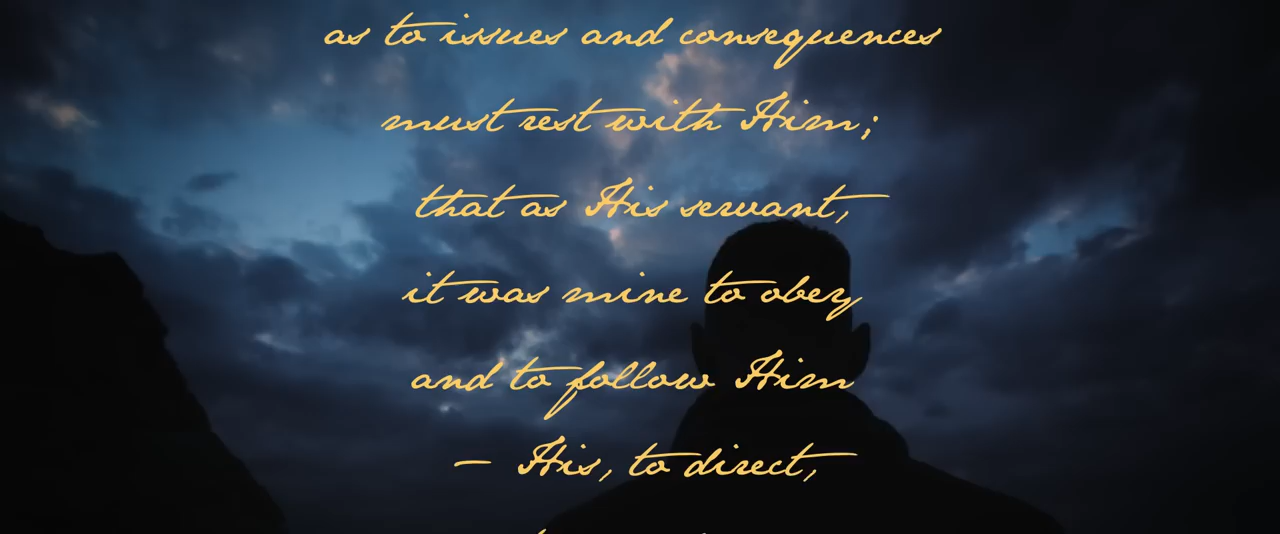 as to issues and consequences
must rest with Him;
that as His servant,
it was mine to obey
and to follow Him
— His, to direct,